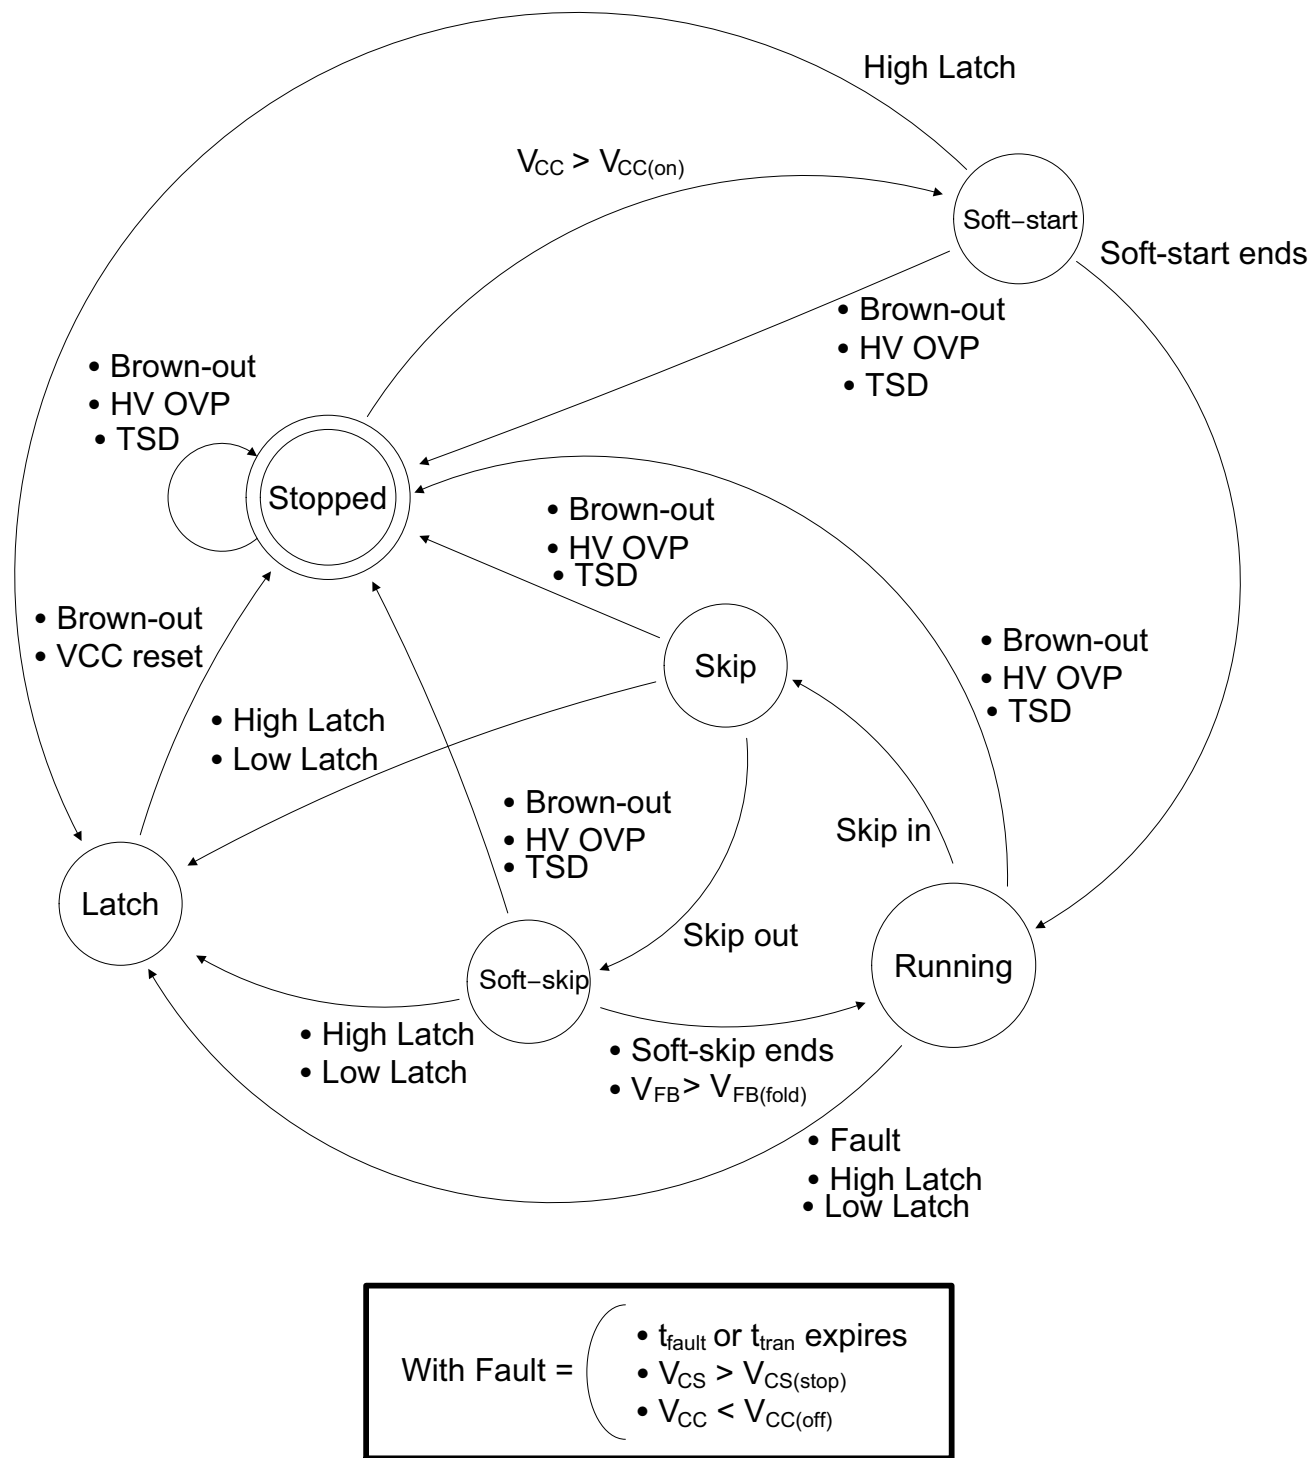 High Latch
VCC > VCC(on)
Soft−start
Soft-start ends
• Brown-out
• HV OVP
• TSD
• Brown-out
• HV OVP
• TSD
Stopped
• Brown-out
• HV OVP
• TSD
• Brown-out
• VCC reset
Skip
• Brown-out
• HV OVP
• TSD
• High Latch
• Low Latch
• Brown-out
• HV OVP
• TSD
Skip in
Latch
Skip out
Soft−skip
Running
• High Latch
• Low Latch
• Soft-skip ends
• VFB > VFB(fold)
• Fault
• High Latch
• Low Latch
With Fault =
• tfault or ttran expires
• VCS > VCS(stop)
• VCC < VCC(off)